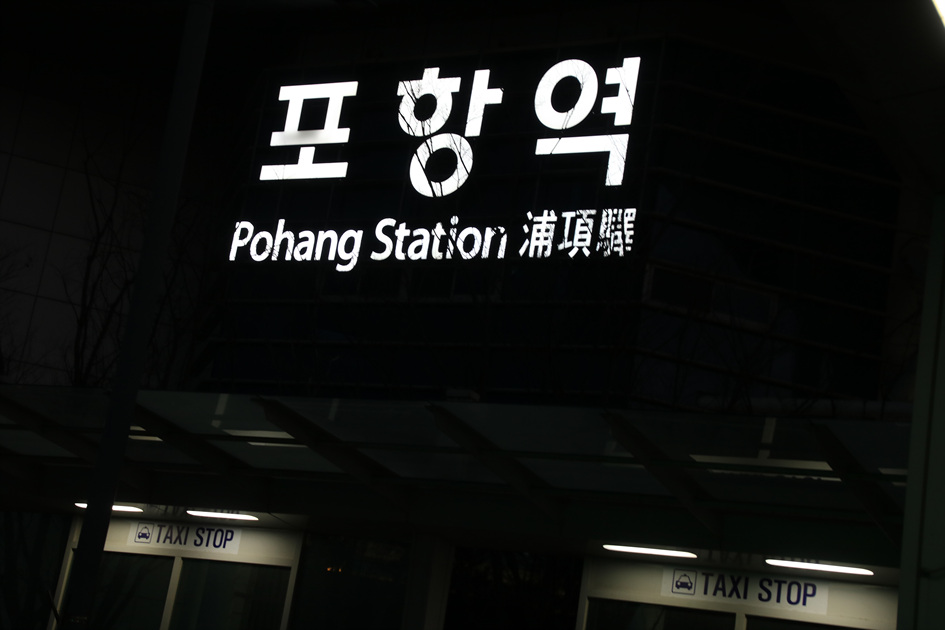 포항역
Pohang Station 浦項驛
TAXI STOP
TAXI STOP